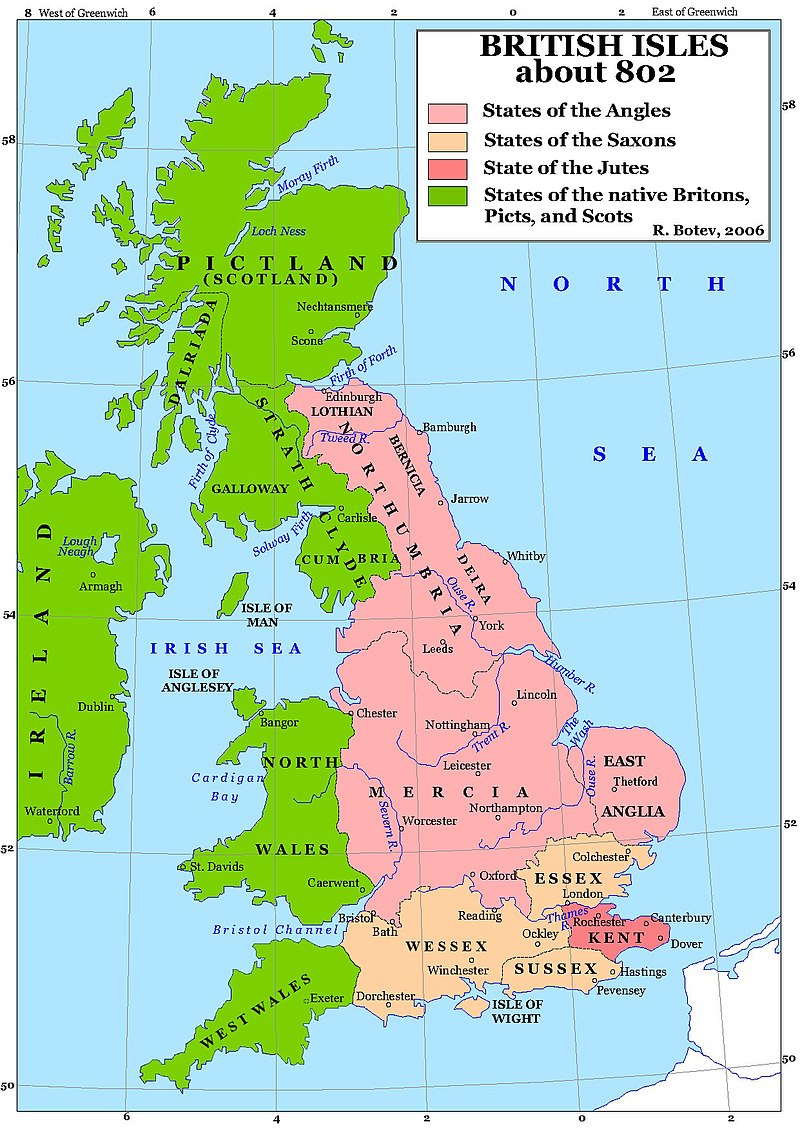 8 West of Greenwich 6 4 2 0 2 East of Greenwich
BRITISH ISLES
about 802
States of the Angles
States of the Saxons
State of the Jutes
States of the native Britons,
Picts, and Scots
R. Botev, 2006
58
58
Moray Firth
Loch Ness
PICTLAND
(SCOTLAND)
NORTH
Nechtansmere
Scone
DALRIADA
Firth of Forth
56
56
Edinburgh
LOTHIAN
Tweed R.
Bamburgh
STRATH
CLYDE
Firth of Clyde
NORTHUMBRIA
BERNICIA
SEA
GALLOWAY
Jarrow
Carlisle
Solway Firth
CUMBRIA
Lough
Neagh
Armagh
IRELAND
Whitby
DEIRA
54
54
ISLE OF
MAN
Ouse R.
York
IRISH SEA
Leeds
Humber R.
ISLE OF
ANGLESEY
Dublin
Lincoln
Bangor
Chester
Nottingham
Trent R.
The
Wash
Barrow R.
NORTH
WALES
Cardigan
Bay
Leicester
EAST
ANGLIA
Ouse R.
Thetford
MERCIA
Northampton
Waterford
Severn R.
Worcester
52
52
St. Davids
Colchester
Caerwent
Oxford
ESSEX
London
Bristol
Reading
Thames
R.
Rochester
Canterbury
Bristol Channel
Bath
WESSEX
Ockley
KENT
Dover
Winchester
SUSSEX
Hastings
Pevensey
WEST WALES
Exeter
Dorchester
ISLE OF
WIGHT
50
50
6 4 2 0 2